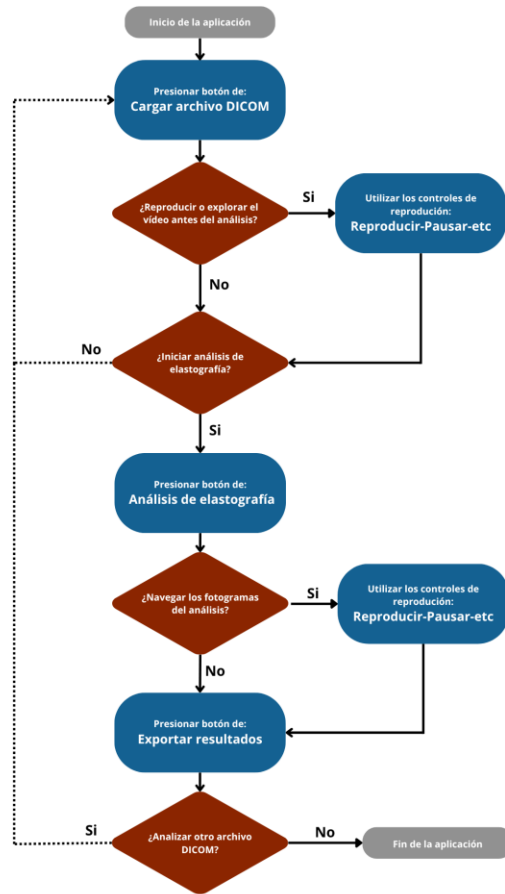 Inicio de la aplicación
Presionar botón de:
Cargar archivo DICOM
¿Reproducir o explorar el
vídeo antes del análisis?
Si
Utilizar los controles de
reprodución:
Reproducir-Pausar-etc
No
¿Iniciar análisis de
elastografía?
No
Si
Presionar botón de:
Análisis de elastografía
¿Navegar los fotogramas
del análisis?
Si
Utilizar los controles de
reprodución:
Reproducir-Pausar-etc
No
Presionar botón de:
Exportar resultados
¿Analizar otro archivo
DICOM?
Si
No
Fin de la aplicación